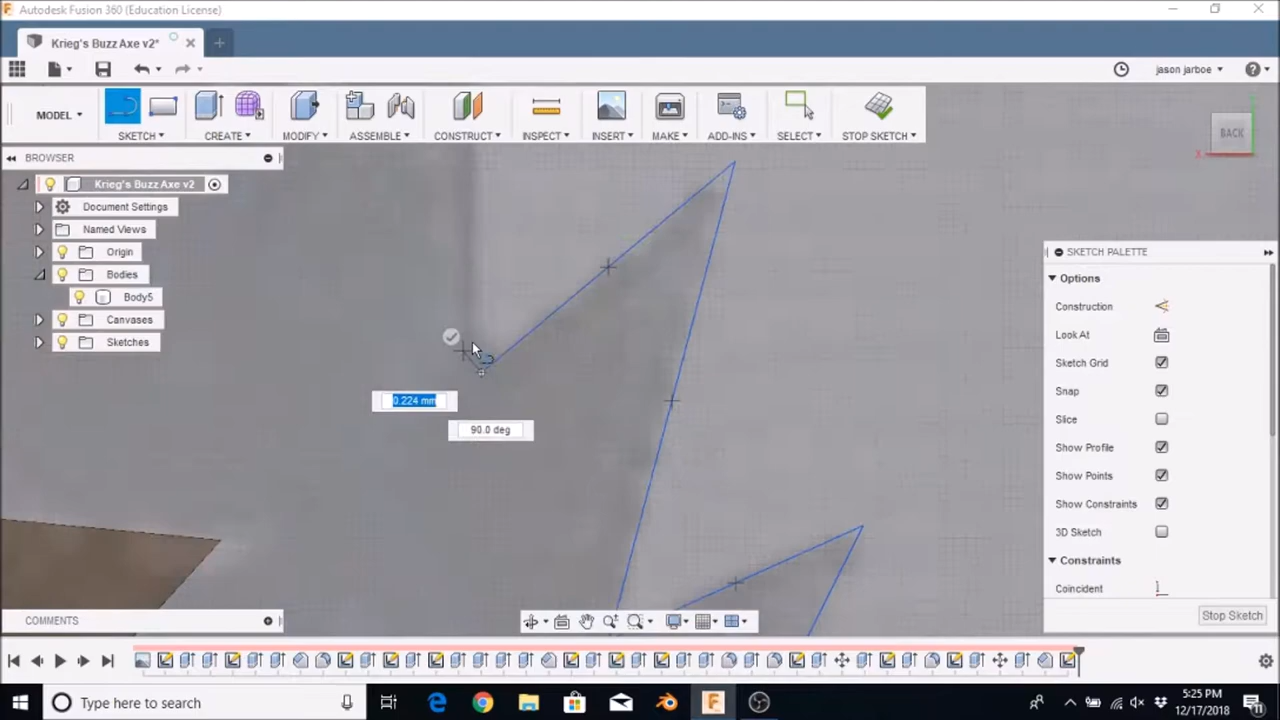 Autodesk Fusion 360 (Education License)
Krieg's Buzz Axe v2*
jason jarboe
MODEL
SKETCH
CREATE
MODIFY
ASSEMBLE
CONSTRUCT
INSPECT
INSERT
MAKE
ADD-INS
SELECT
STOP SKETCH
BACK
BROWSER
Krieg's Buzz Axe v2
Document Settings
Named Views
Origin
Bodies
Body5
Canvases
Sketches
0.224 mm
90.0 deg
SKETCH PALETTE
Options
Construction
Look At
Sketch Grid
Snap
Slice
Show Profile
Show Points
Show Constraints
3D Sketch
Constraints
Coincident
Stop Sketch
COMMENTS
Type here to search
5:25 PM
12/17/2018